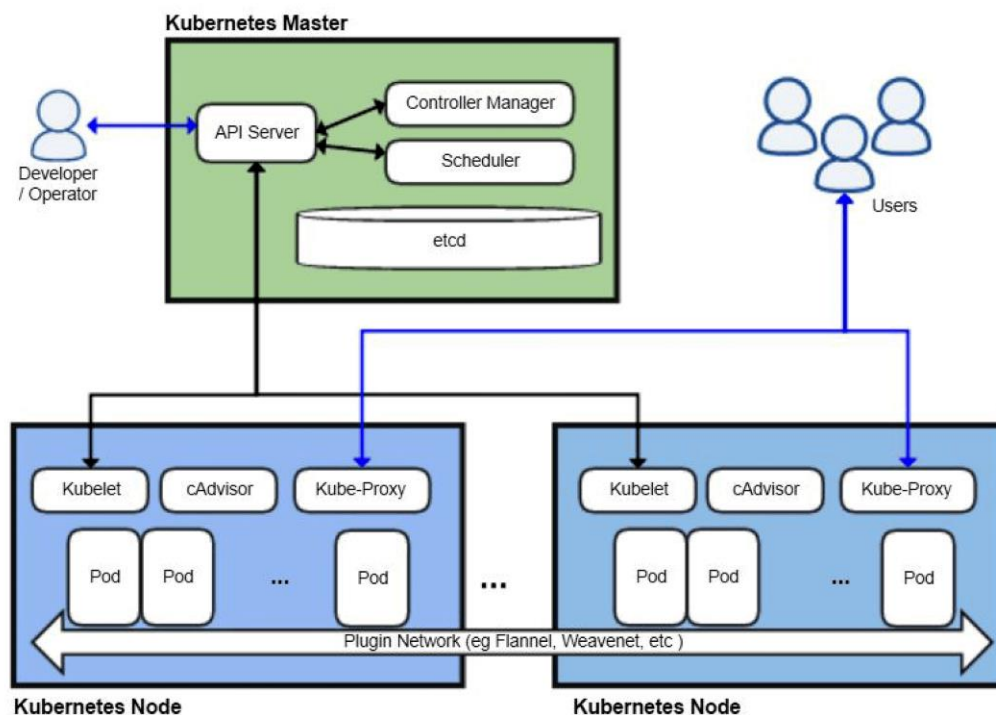 Kubernetes Master
API Server
Controller Manager
Scheduler
etcd
Developer
/ Operator
Users
Kubelet
cAdvisor
Kube-Proxy
Pod
Pod
...
Pod
...
Kubelet
cAdvisor
Kube-Proxy
Pod
Pod
...
Pod
Plugin Network (eg Flannel, Weavenet, etc )
Kubernetes Node
Kubernetes Node